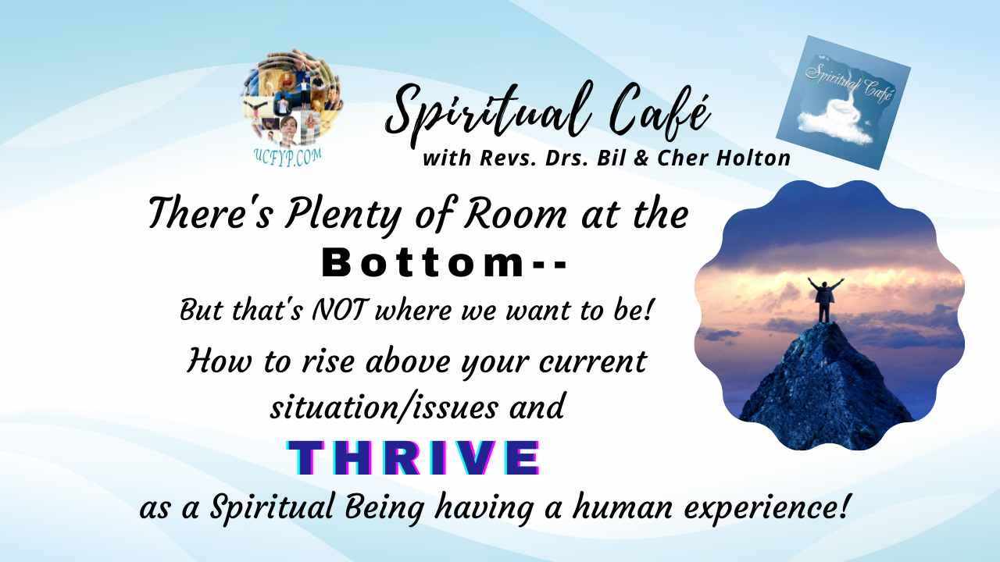 Spiritual Café
Spiritual Café
with Revs. Drs. Bil & Cher Holton
UCFYP.COM
There's Plenty of Room at the
Bottom--
But that's NOT where we want to be!
How to rise above your current
situation/issues and
THRIVE
as a Spiritual Being having a human experience!